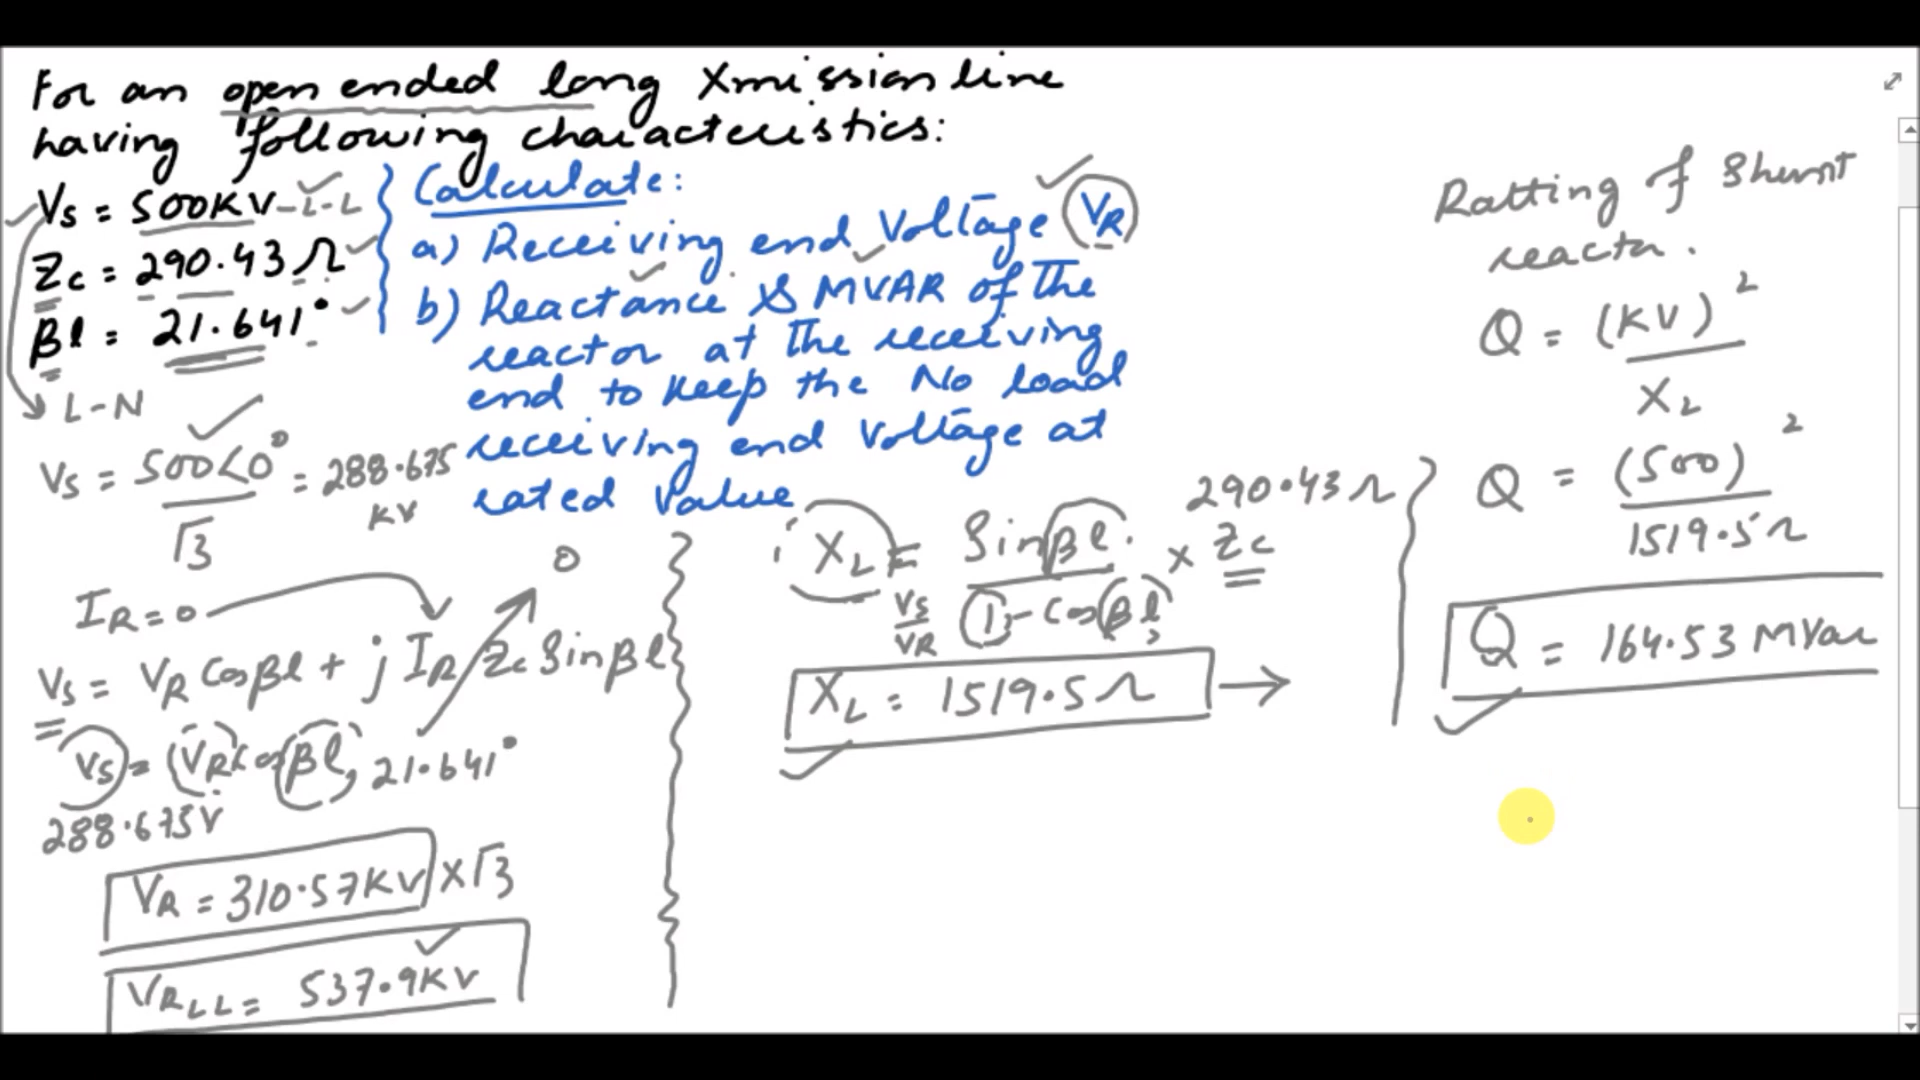 For an open ended long Xmission line
having following characteristics:
Vs = 500KV - L-L
Zc = 290.43 Ω
βl = 21.641°
Calculate:
a) Receiving end Voltage VR
b) Reactance & MVAR of the
reactor at the receiving
end to keep the No load
receiving end Voltage at
rated Value
L-N
Vs = 500<0° / √3 = 288.675 KV
IR = 0
0
Vs = VR Cosβl + j IR Zc Sinβl
Vs = VR Cosβl, 21.641°
288.675V
VR = 310.57KV X √3
VRLL = 537.9KV
290.43Ω
XL = Sinβl. / 1 - Cosβl × Zc
Vs / VR
XL = 1519.5 Ω →
Ratting of Shunt
reactor.
Q = (KV)² / XL
Q = (500)² / 1519.5Ω
Q = 164.53 MVar